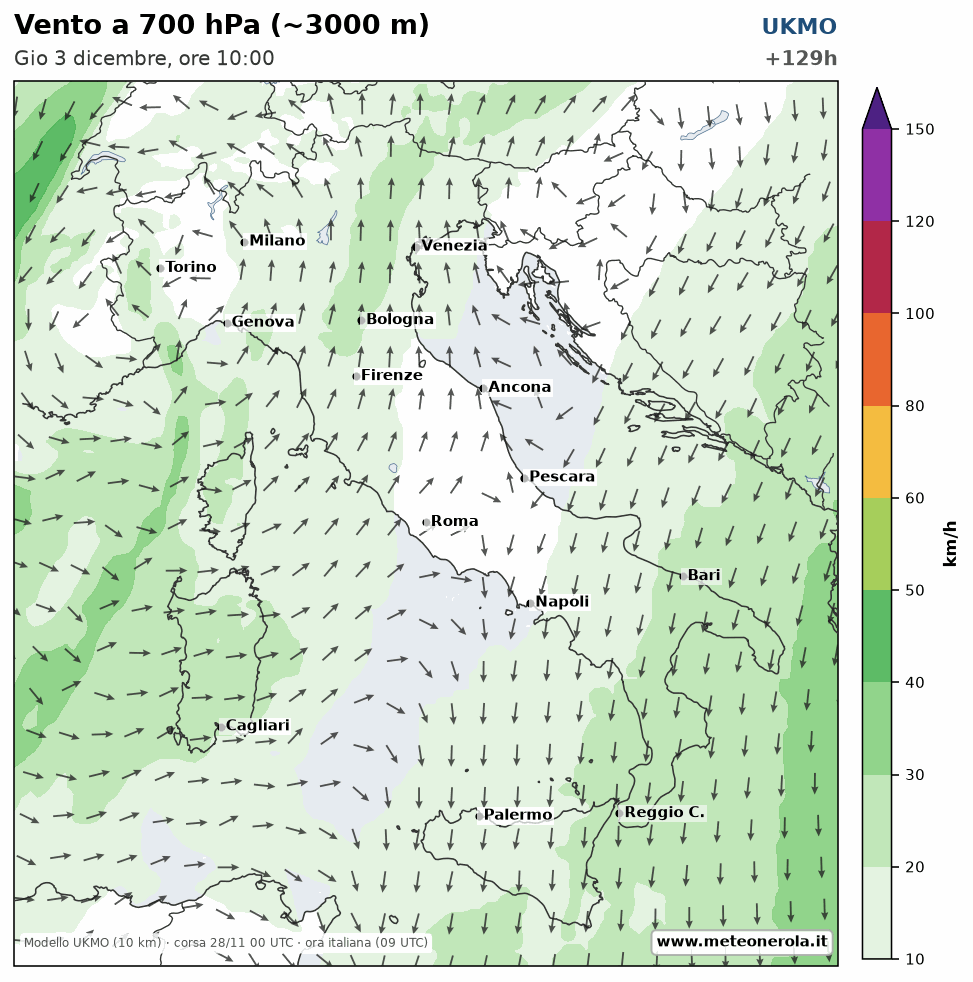 Vento a 700 hPa (~3000 m)
UKMO
Gio 3 dicembre, ore 10:00
+129h
Milano
Venezia
Torino
Genova
Bologna
Firenze
Ancona
Pescara
Roma
Bari
Napoli
Cagliari
Palermo
Reggio C.
150
120
100
80
60
50
40
30
20
10
km/h
Modello UKMO (10 km) · corsa 28/11 00 UTC · ora italiana (09 UTC)
www.meteonerola.it